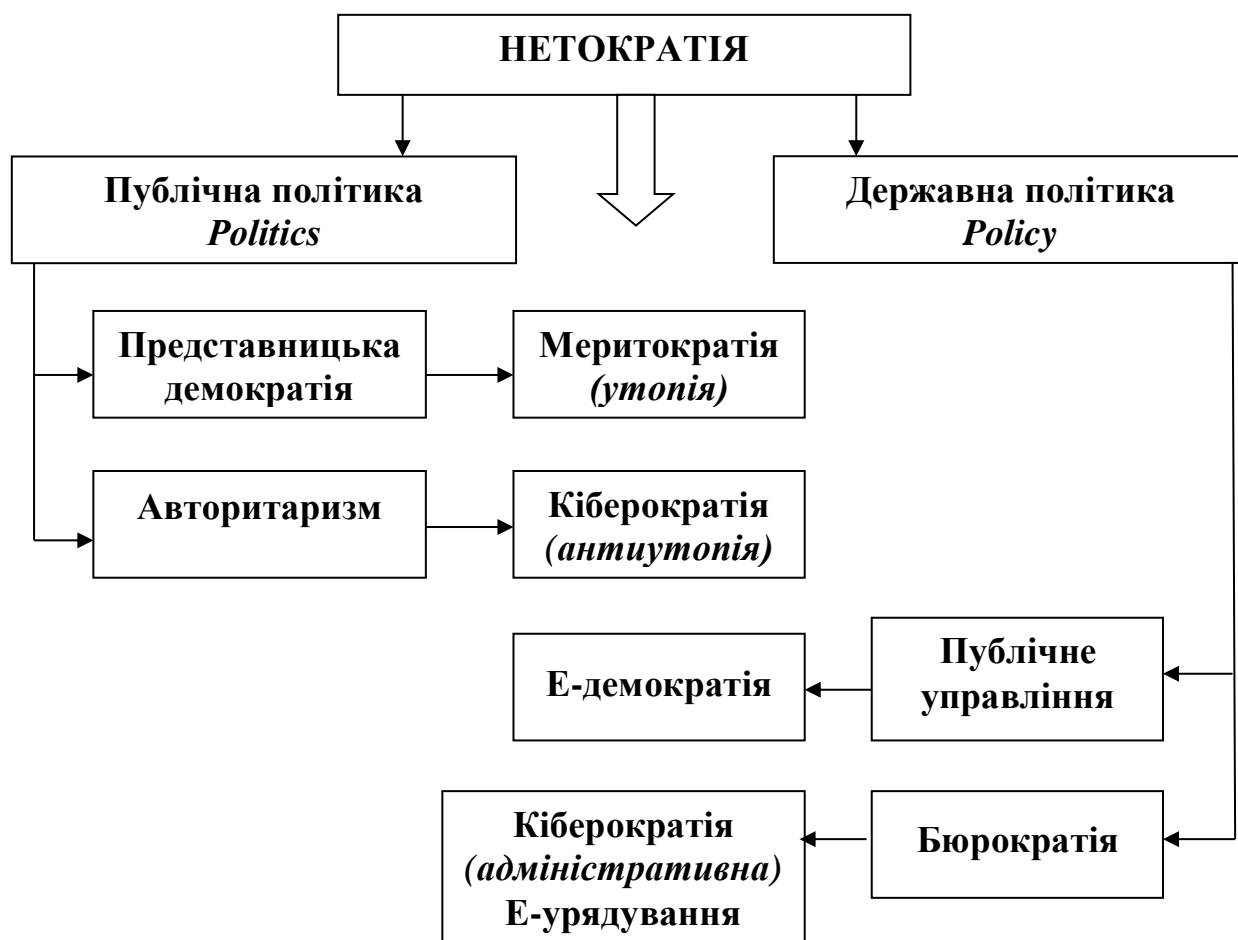 НЕТОКРАТІЯ
Публічна політика
Politics
Державна політика
Policy
Представницька
демократія
Меритократія
(утопія)
Авторитаризм
Кіберократія
(антиутопія)
Е-демократія
Публічне
управління
Кіберократія
(адміністративна)
Е-урядування
Бюрократія